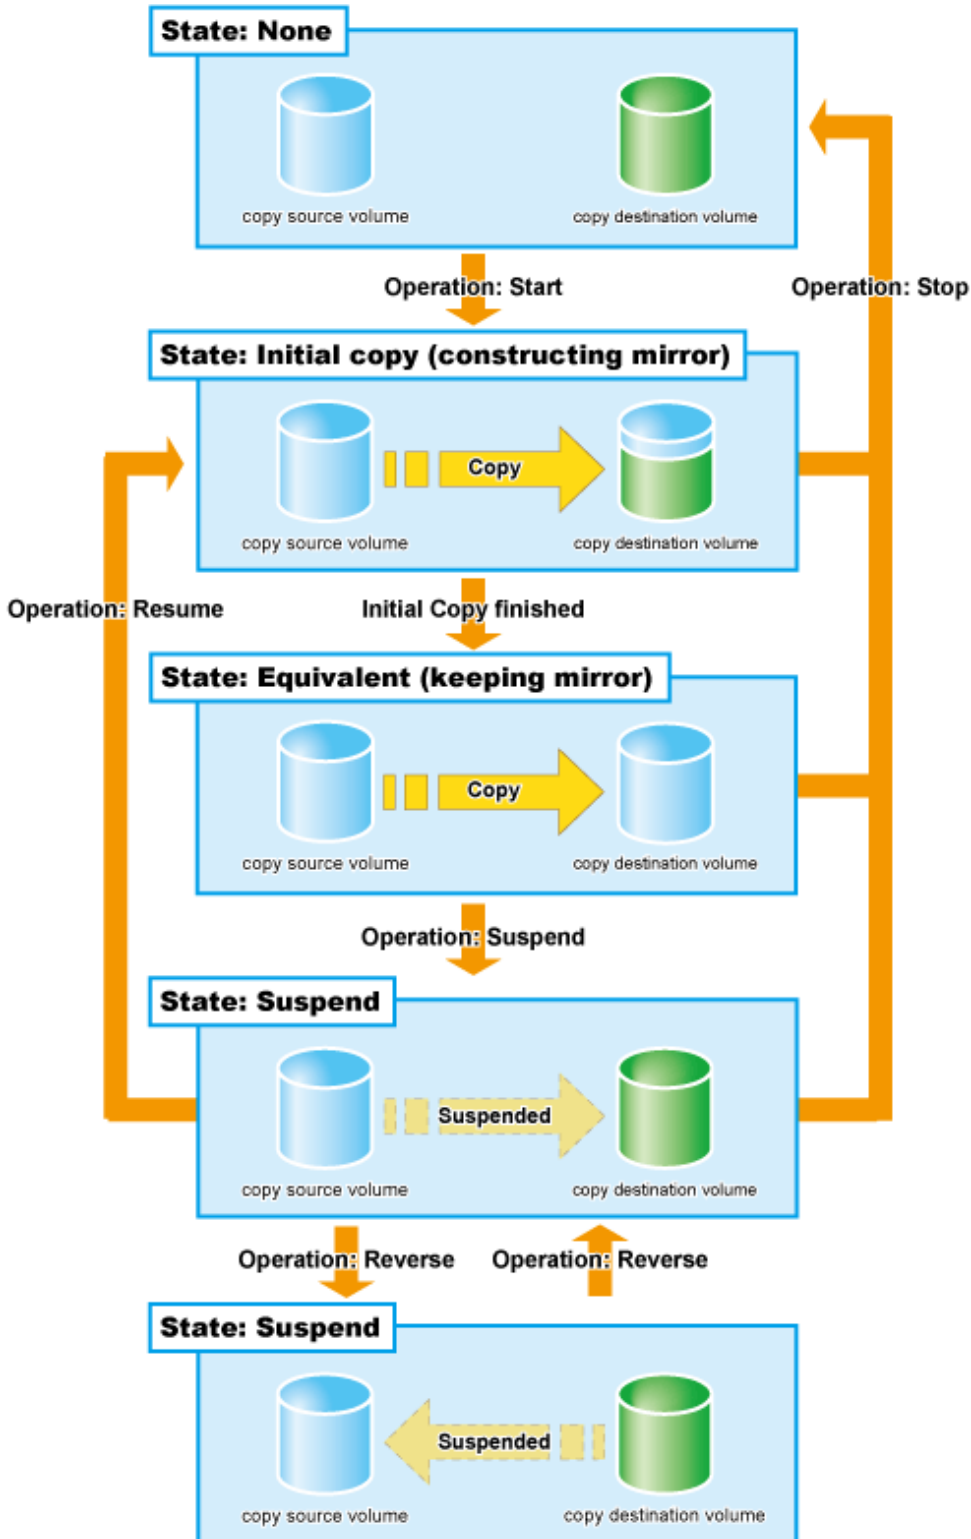 State: None
copy source volume
copy destination volume
Operation: Start
Operation: Stop
State: Initial copy (constructing mirror)
Copy
copy source volume
copy destination volume
Operation: Resume
Initial Copy finished
State: Equivalent (keeping mirror)
Copy
copy source volume
copy destination volume
Operation: Suspend
State: Suspend
Suspended
copy source volume
copy destination volume
Operation: Reverse
Operation: Reverse
State: Suspend
Suspended
copy source volume
copy destination volume